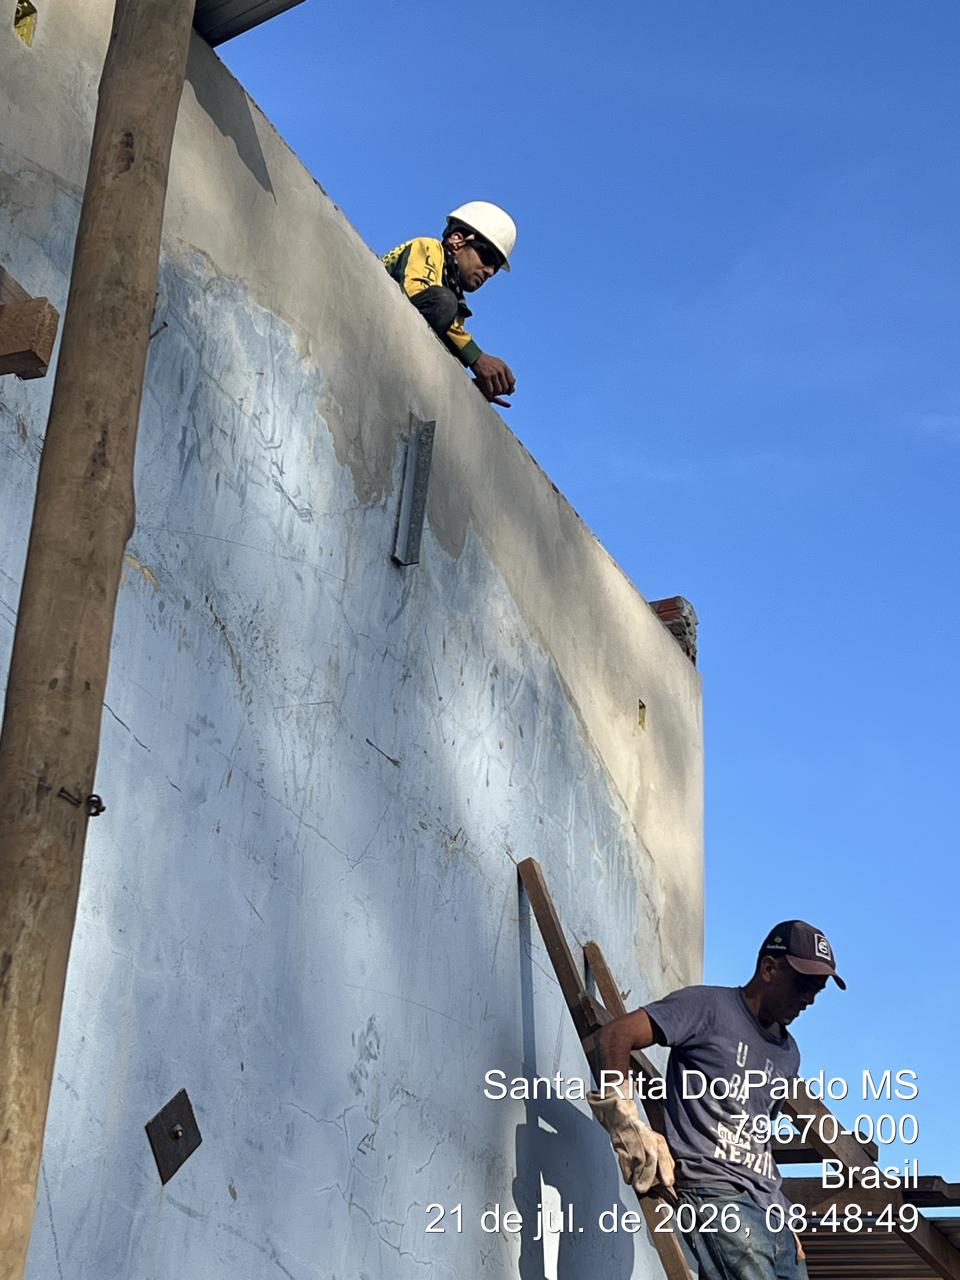 U
Santa Rita Do Pardo MS
79670-000
Brasil
21 de jul. de 2026, 08:48:49